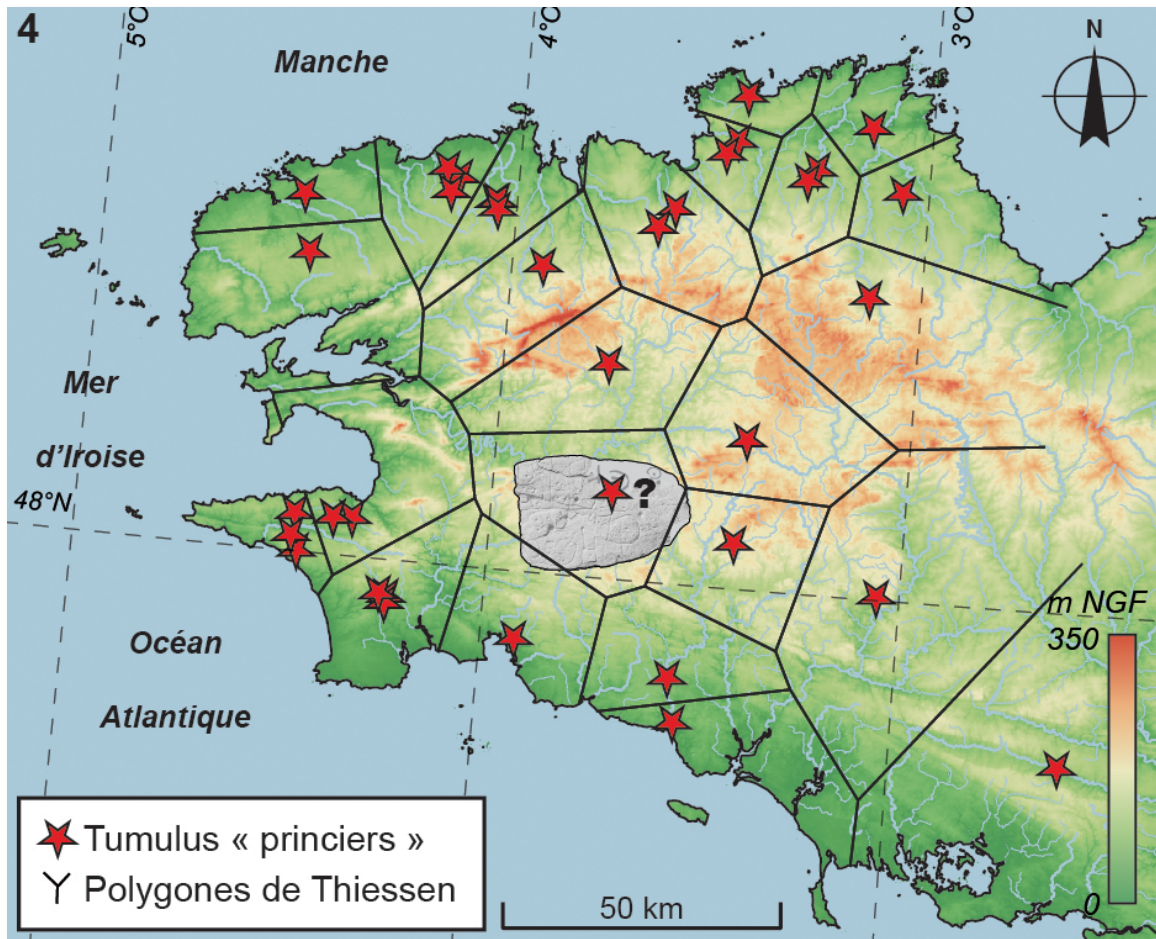 4
5°O
4°O
3°O
N
Manche
Mer
d'Iroise
48°N
?
Océan
Atlantique
m NGF
350
0
Tumulus « princiers »
Polygones de Thiessen
50 km